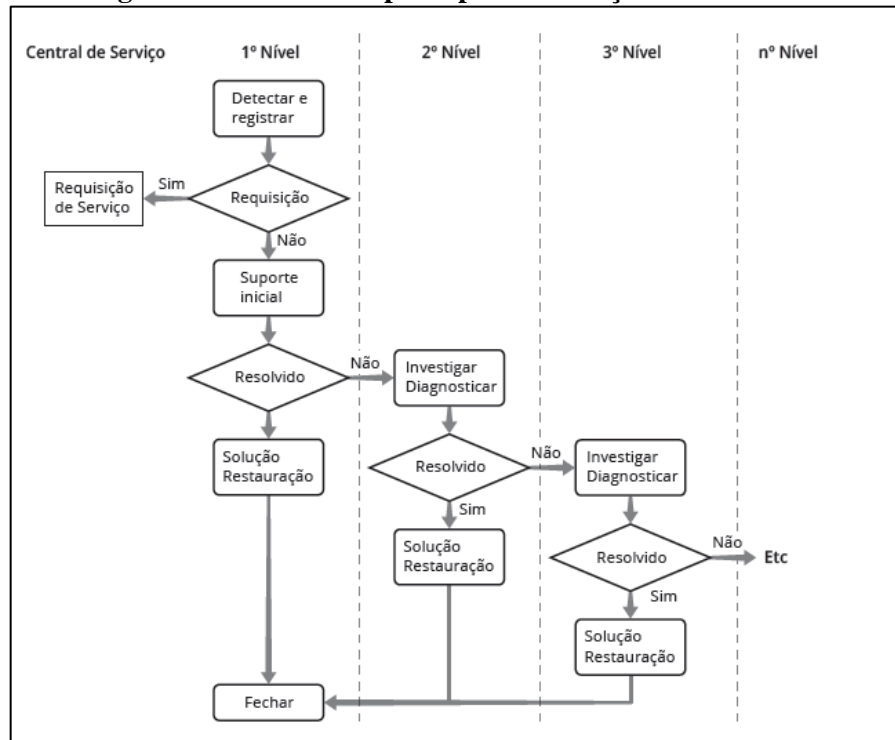 Central de Serviço
1º Nível
2º Nível
3º Nível
nº Nível
Detectar e
registrar
Requisição
Sim
Requisição
de Serviço
Não
Suporte
inicial
Resolvido
Não
Investigar
Diagnosticar
Solução
Restauração
Resolvido
Não
Investigar
Diagnosticar
Sim
Solução
Restauração
Resolvido
Não
Etc
Sim
Solução
Restauração
Fechar